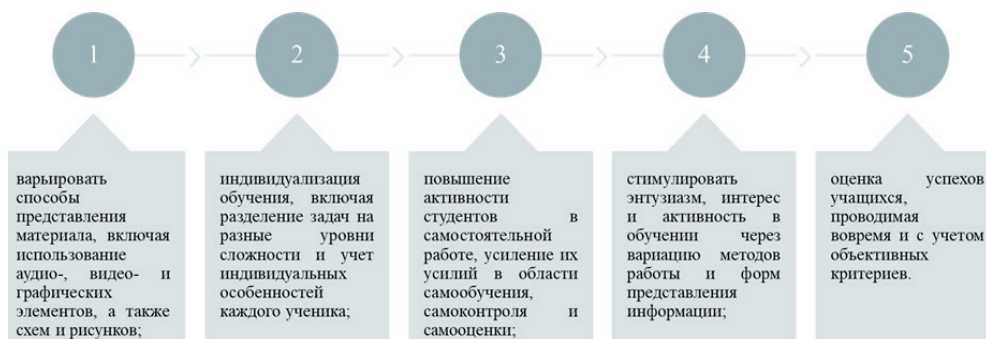 1
2
3
4
5
варьировать
способы
представления
материала, включая
использование
аудио-, видео- и
графических
элементов, а также
схем и рисунков;
индивидуализация
обучения, включая
разделение задач на
разные уровни
сложности и учет
индивидуальных
особенностей
каждого ученика;
повышение
активности
студентов в
самостоятельной
работе, усиление их
усилий в области
самообучения,
самоконтроля и
самооценки;
стимулировать
энтузиазм, интерес
и активность в
обучении через
вариацию методов
работы и форм
представления
информации;
оценка успехов
учащихся,
проводимая
вовремя и с учетом
объективных
критериев.